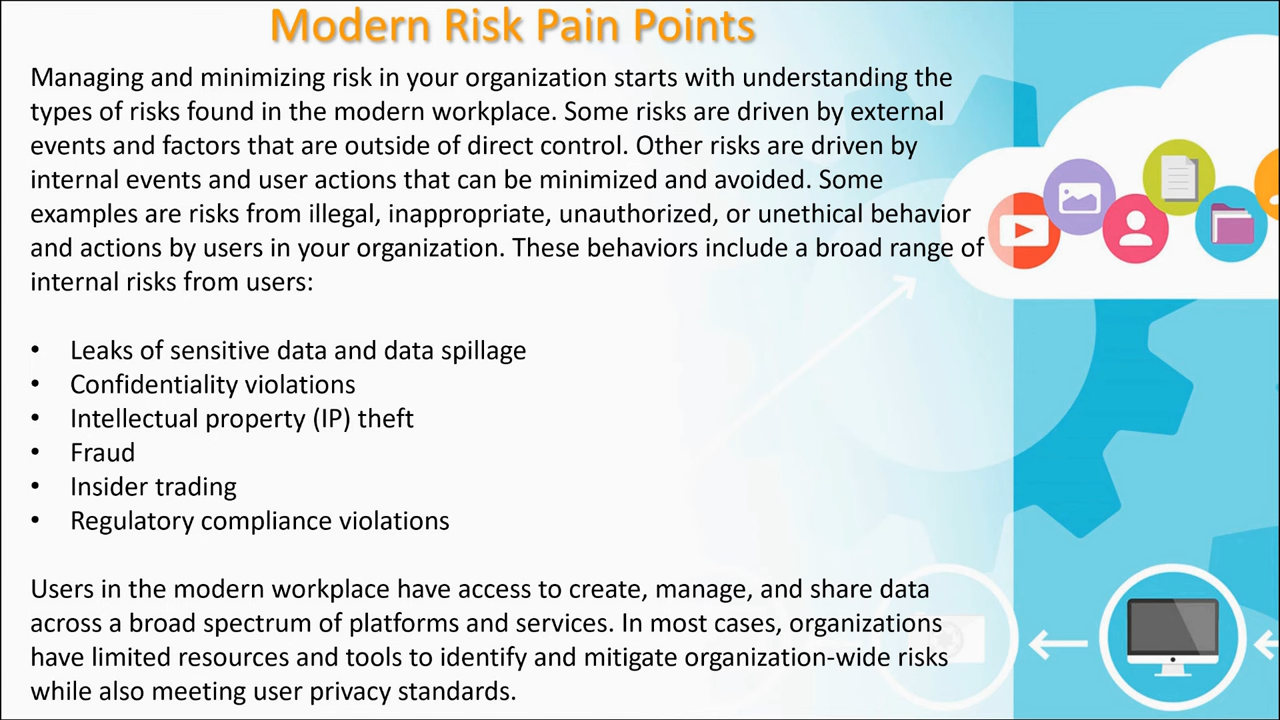 Modern Risk Pain Points
Managing and minimizing risk in your organization starts with understanding the
types of risks found in the modern workplace. Some risks are driven by external
events and factors that are outside of direct control. Other risks are driven by
internal events and user actions that can be minimized and avoided. Some
examples are risks from illegal, inappropriate, unauthorized, or unethical behavior
and actions by users in your organization. These behaviors include a broad range of
internal risks from users:
• Leaks of sensitive data and data spillage
• Confidentiality violations
• Intellectual property (IP) theft
• Fraud
• Insider trading
• Regulatory compliance violations
Users in the modern workplace have access to create, manage, and share data
across a broad spectrum of platforms and services. In most cases, organizations
have limited resources and tools to identify and mitigate organization-wide risks
while also meeting user privacy standards.